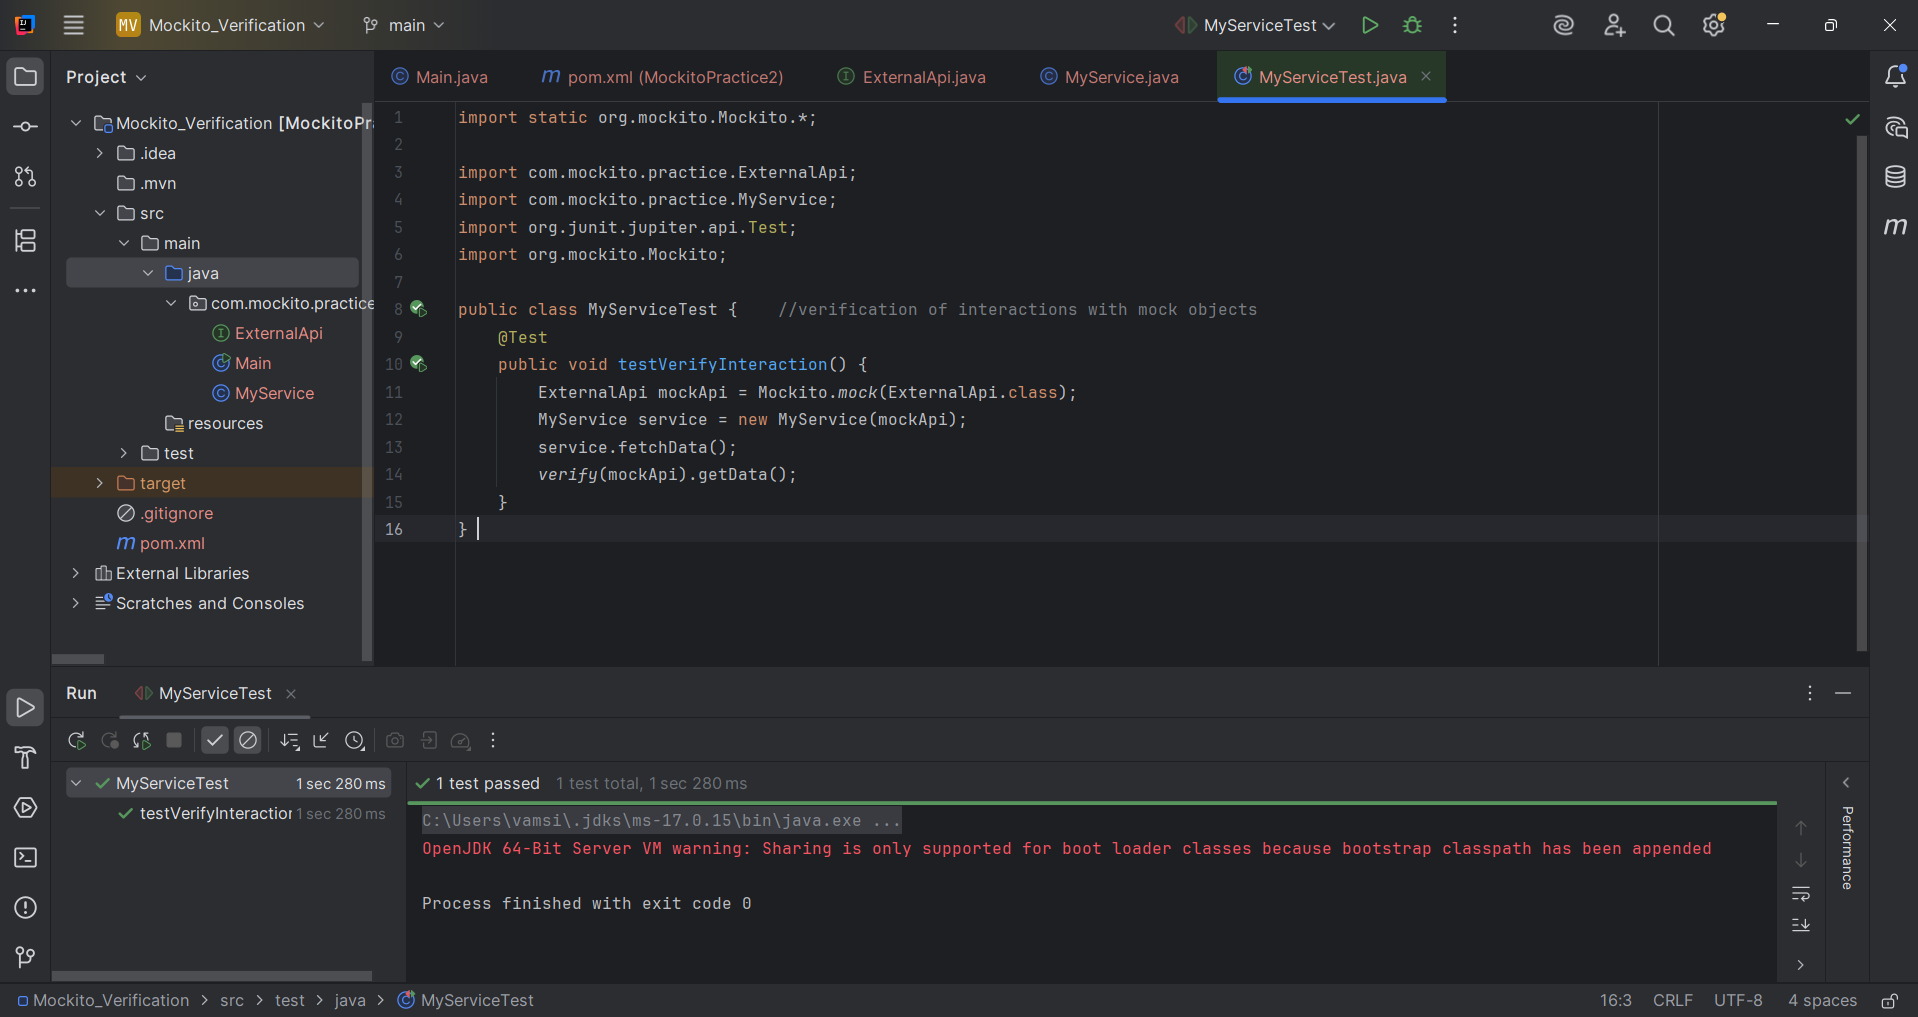 MV Mockito_Verification main MyServiceTest
Project
Main.java pom.xml (MockitoPractice2) ExternalApi.java MyService.java MyServiceTest.java
Mockito_Verification [MockitoPr
.idea
.mvn
src
main
java
com.mockito.practice
ExternalApi
Main
MyService
resources
test
target
.gitignore
m pom.xml
External Libraries
Scratches and Consoles
1 import static org.mockito.Mockito.*;
2
3 import com.mockito.practice.ExternalApi;
4 import com.mockito.practice.MyService;
5 import org.junit.jupiter.api.Test;
6 import org.mockito.Mockito;
7
8 public class MyServiceTest { //verification of interactions with mock objects
9 @Test
10 public void testVerifyInteraction() {
11 ExternalApi mockApi = Mockito.mock(ExternalApi.class);
12 MyService service = new MyService(mockApi);
13 service.fetchData();
14 verify(mockApi).getData();
15 }
16 }
Run MyServiceTest
MyServiceTest 1 sec 280 ms
testVerifyInteraction 1 sec 280 ms
1 test passed 1 test total, 1 sec 280 ms
C:\Users\vamsi\.jdks\ms-17.0.15\bin\java.exe ...
OpenJDK 64-Bit Server VM warning: Sharing is only supported for boot loader classes because bootstrap classpath has been appended
Process finished with exit code 0
Performance
Mockito_Verification > src > test > java > MyServiceTest
16:3 CRLF UTF-8 4 spaces